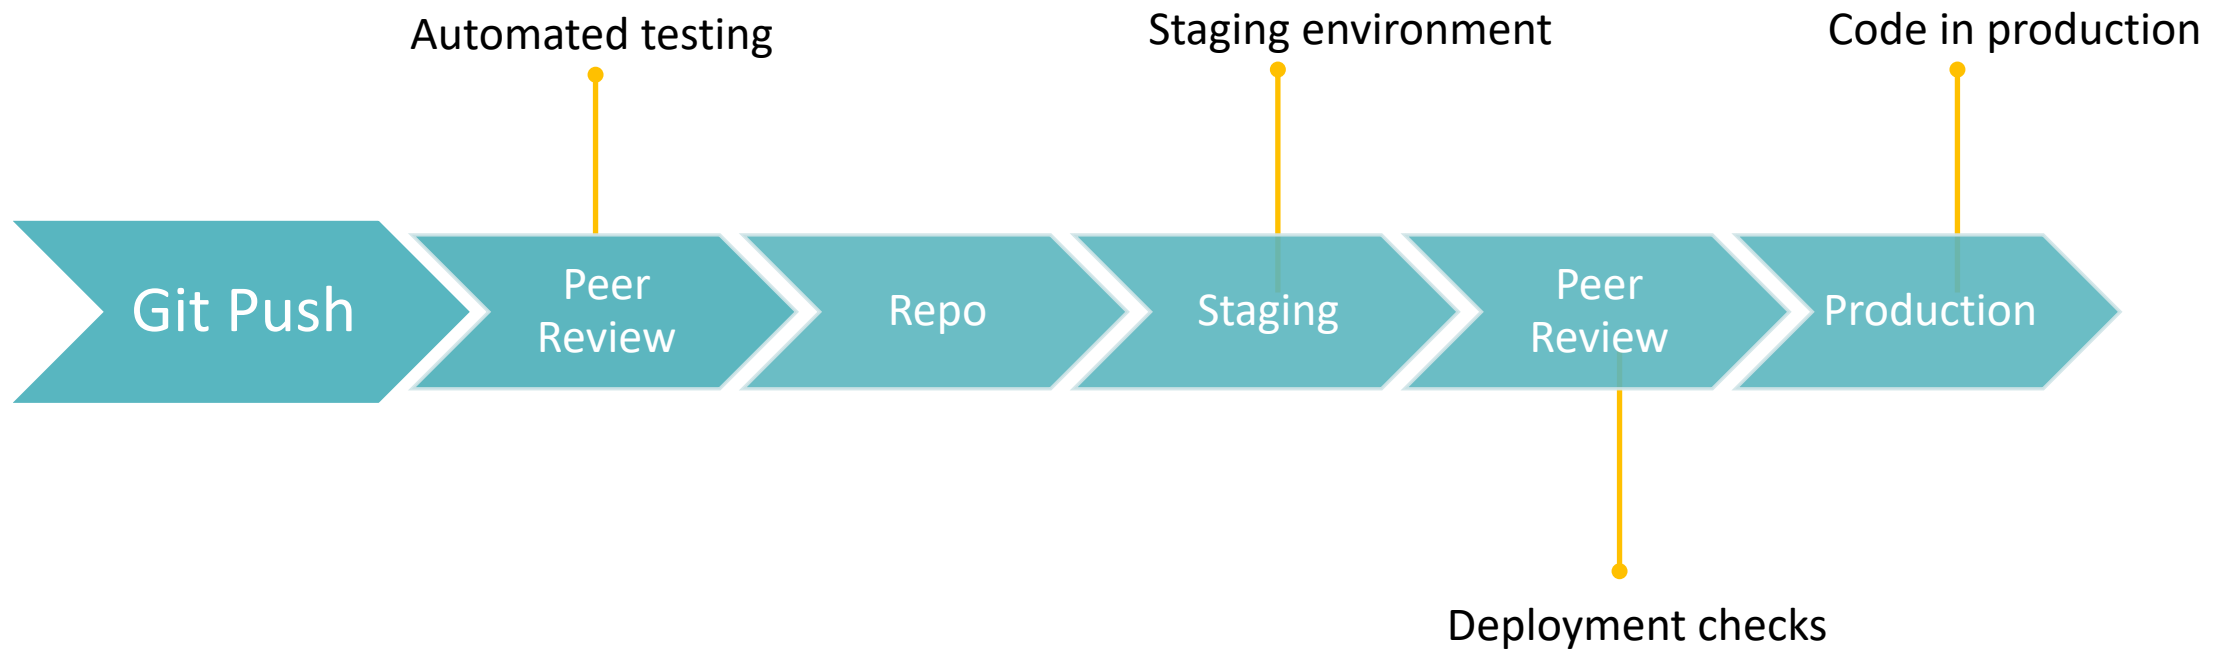 Automated testing
Staging environment
Code in production
Git Push
Peer
Review
Repo
Staging
Peer
Review
Production
Deployment checks